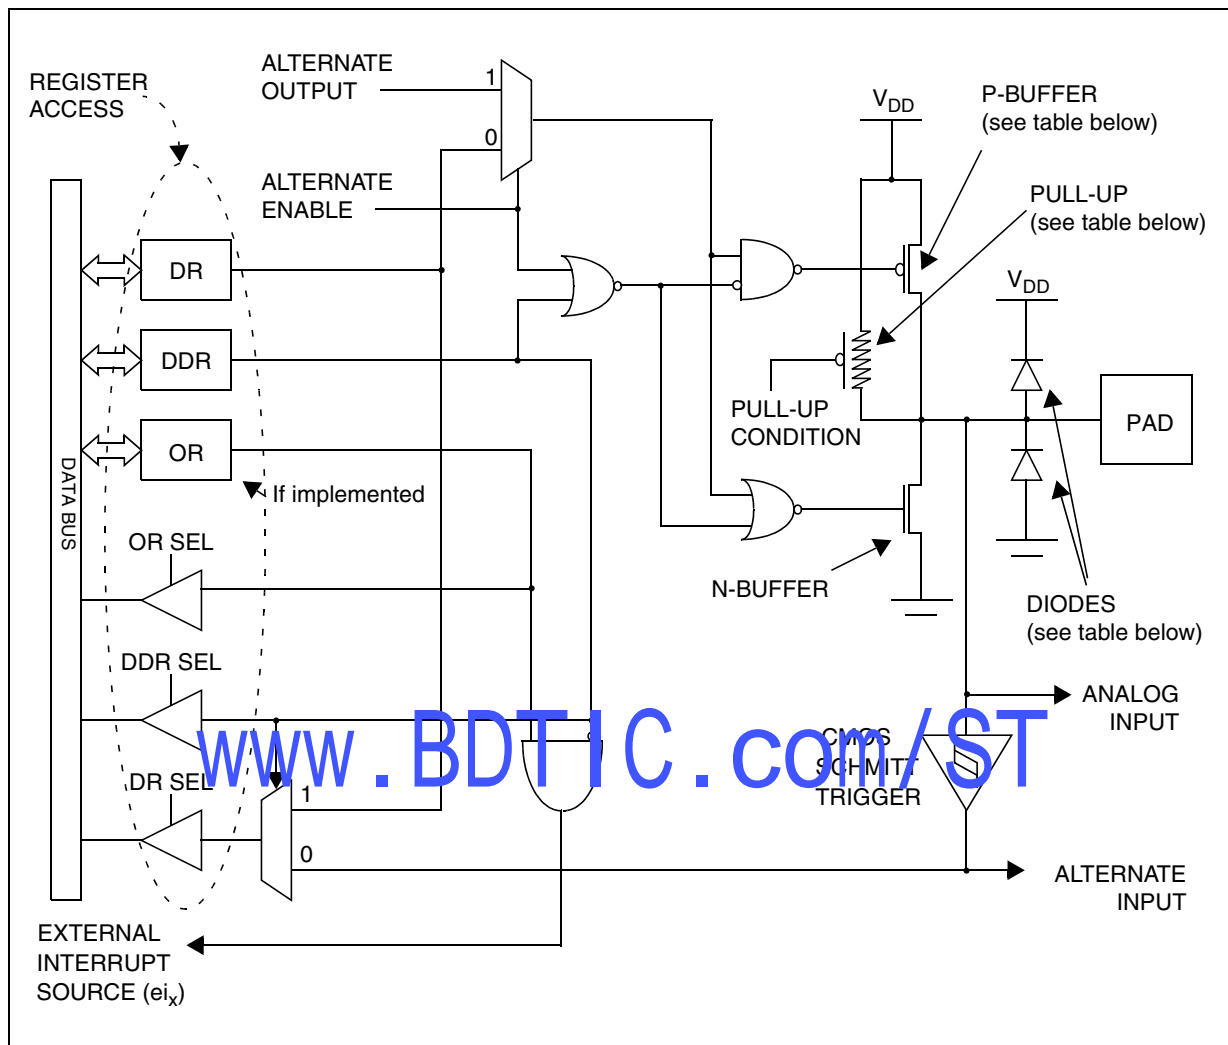 REGISTER
ACCESS
ALTERNATE
OUTPUT
1
0
ALTERNATE
ENABLE
VDD
P-BUFFER
(see table below)
PULL-UP
(see table below)
DR
DDR
OR
If implemented
DATA BUS
VDD
PULL-UP
CONDITION
PAD
N-BUFFER
DIODES
(see table below)
OR SEL
DDR SEL
DR SEL
1
0
ANALOG
INPUT
CMOS
SCHMITT
TRIGGER
www.BDTIC.com/ST
ALTERNATE
INPUT
EXTERNAL
INTERRUPT
SOURCE (eix)